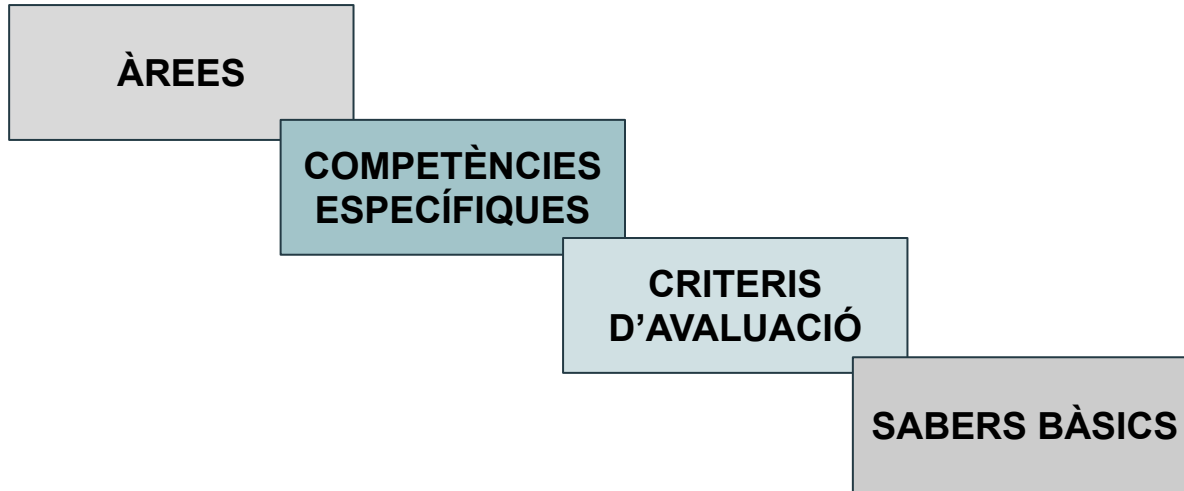 ÀREES
COMPETÈNCIES
ESPECÍFIQUES
CRITERIS
D’AVALUACIÓ
SABERS BÀSICS